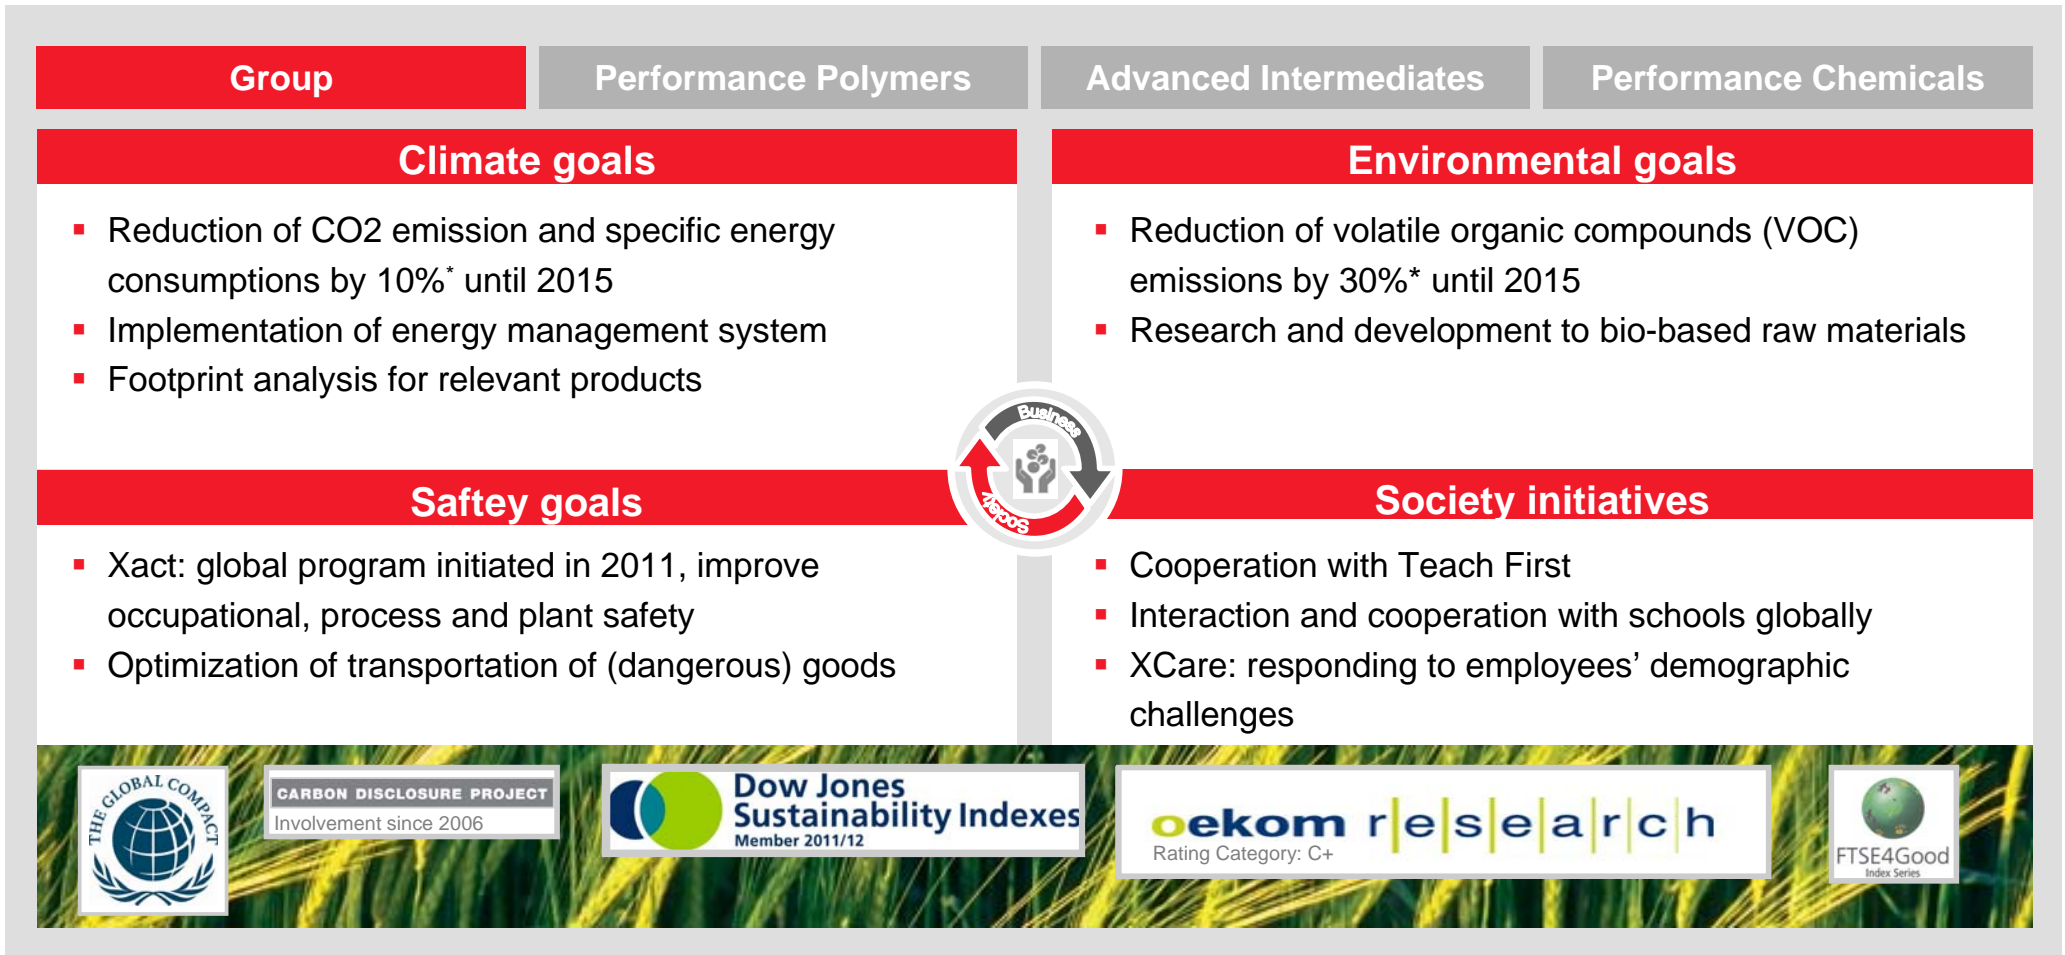 Group
Performance Polymers
Advanced Intermediates
Performance Chemicals
Climate goals
Reduction of CO2 emission and specific energy
consumptions by 10%* until 2015
Implementation of energy management system
Footprint analysis for relevant products
Environmental goals
Reduction of volatile organic compounds (VOC)
emissions by 30%* until 2015
Research and development to bio-based raw materials
Business
Society
Saftey goals
Xact: global program initiated in 2011, improve
occupational, process and plant safety
Optimization of transportation of (dangerous) goods
Society initiatives
Cooperation with Teach First
Interaction and cooperation with schools globally
XCare: responding to employees’ demographic
challenges
THE GLOBAL COMPACT
CARBON DISCLOSURE PROJECT
Involvement since 2006
Dow Jones
Sustainability Indexes
Member 2011/12
oekom r|e|s|e|a|r|c|h
Rating Category: C+
FTSE4Good
Index Series